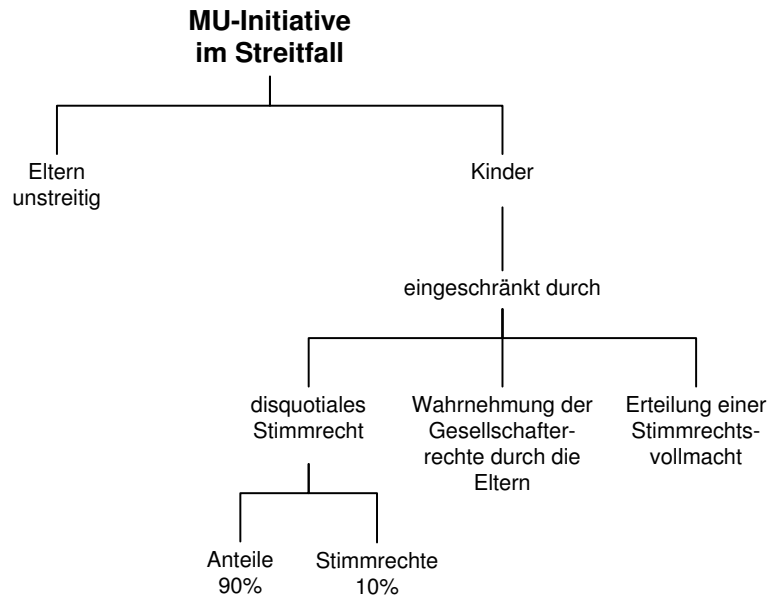 MU-Initiative
im Streitfall
Eltern
unstreitig
Kinder
eingeschränkt durch
disquotiales
Stimmrecht
Wahrnehmung der
Gesellschafter-
rechte durch die
Eltern
Erteilung einer
Stimmrechts-
vollmacht
Anteile
90%
Stimmrechte
10%